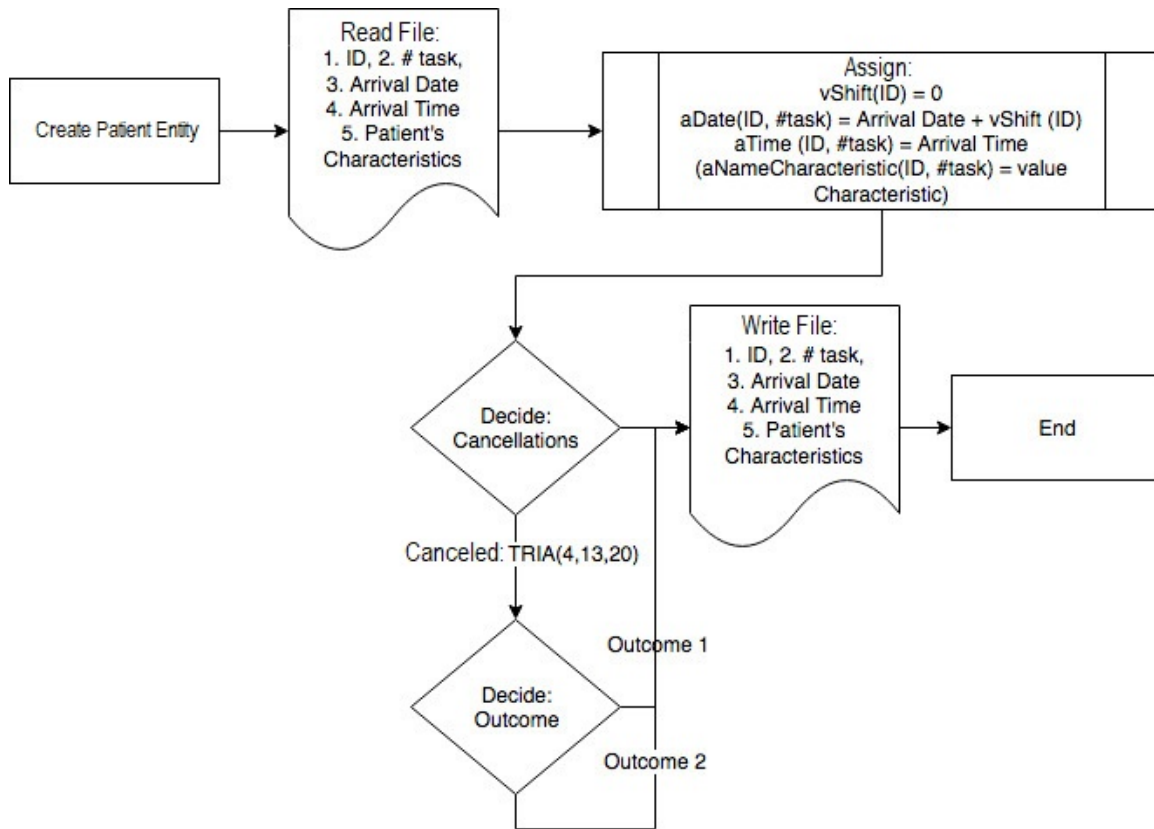 Create Patient Entity
Read File:
1. ID, 2. # task,
3. Arrival Date
4. Arrival Time
5. Patient's
Characteristics
Assign:
vShift(ID) = 0
aDate(ID, #task) = Arrival Date + vShift (ID)
aTime (ID, #task) = Arrival Time
(aNameCharacteristic(ID, #task) = value
Characteristic)
Decide:
Cancellations
Write File:
1. ID, 2. # task,
3. Arrival Date
4. Arrival Time
5. Patient's
Characteristics
End
Canceled: TRIA(4,13,20)
Outcome 1
Decide:
Outcome
Outcome 2